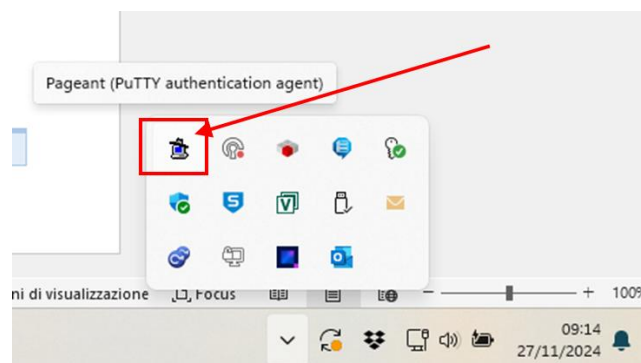 Pageant (PuTTY authentication agent)
ni di visualizzazione Focus 100%
09:14
27/11/2024